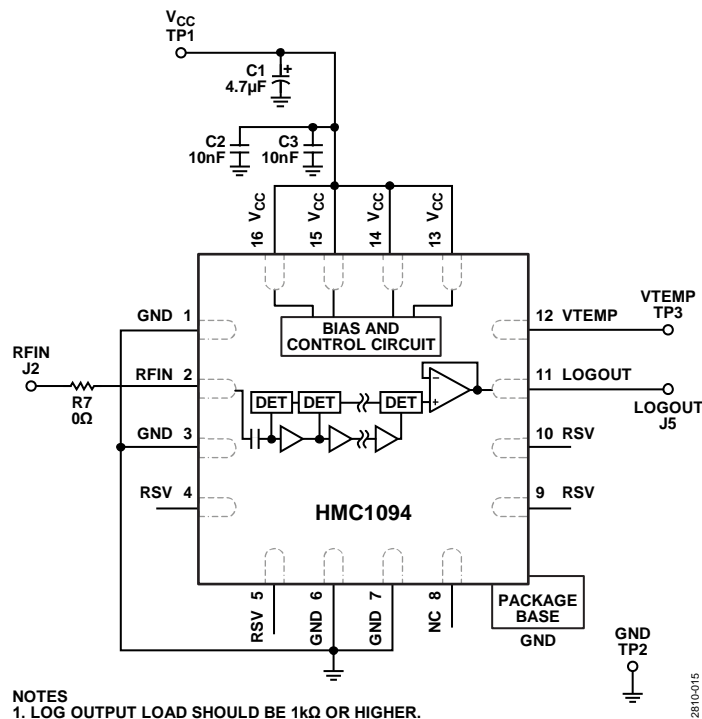 VCC
TP1
C1
4.7µF
+
C2
10nF
C3
10nF
16 VCC
15 VCC
14 VCC
13 VCC
GND 1
RFIN
J2
R7
0Ω
RFIN 2
GND 3
RSV 4
BIAS AND
CONTROL CIRCUIT
DET DET DET
− +
HMC1094
12 VTEMP
VTEMP
TP3
11 LOGOUT
LOGOUT
J5
10 RSV
9 RSV
RSV 5
GND 6
GND 7
NC 8
PACKAGE
BASE
GND
GND
TP2
NOTES
1. LOG OUTPUT LOAD SHOULD BE 1kΩ OR HIGHER.
2810-015